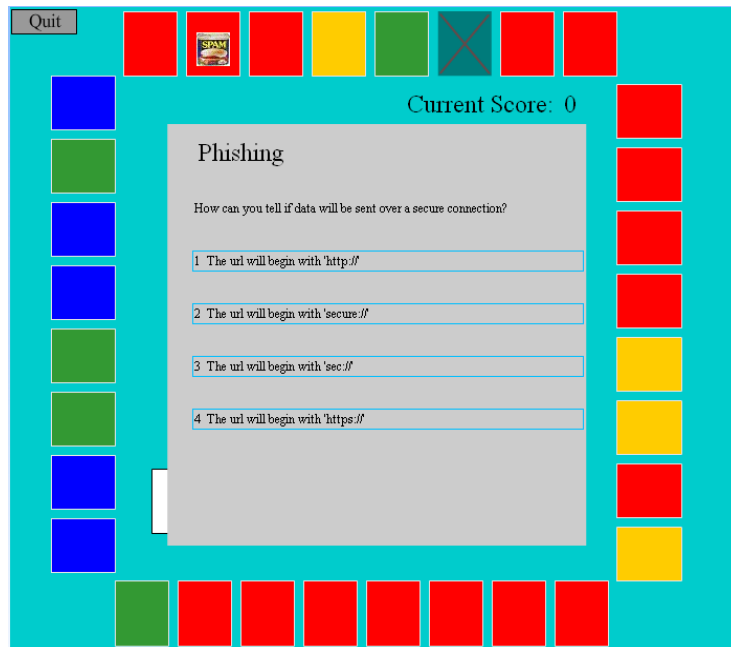 Quit
SPAM
Current Score: 0
Phishing
How can you tell if data will be sent over a secure connection?
1 The url will begin with 'http://'
2 The url will begin with 'secure://'
3 The url will begin with 'sec://'
4 The url will begin with 'https://'